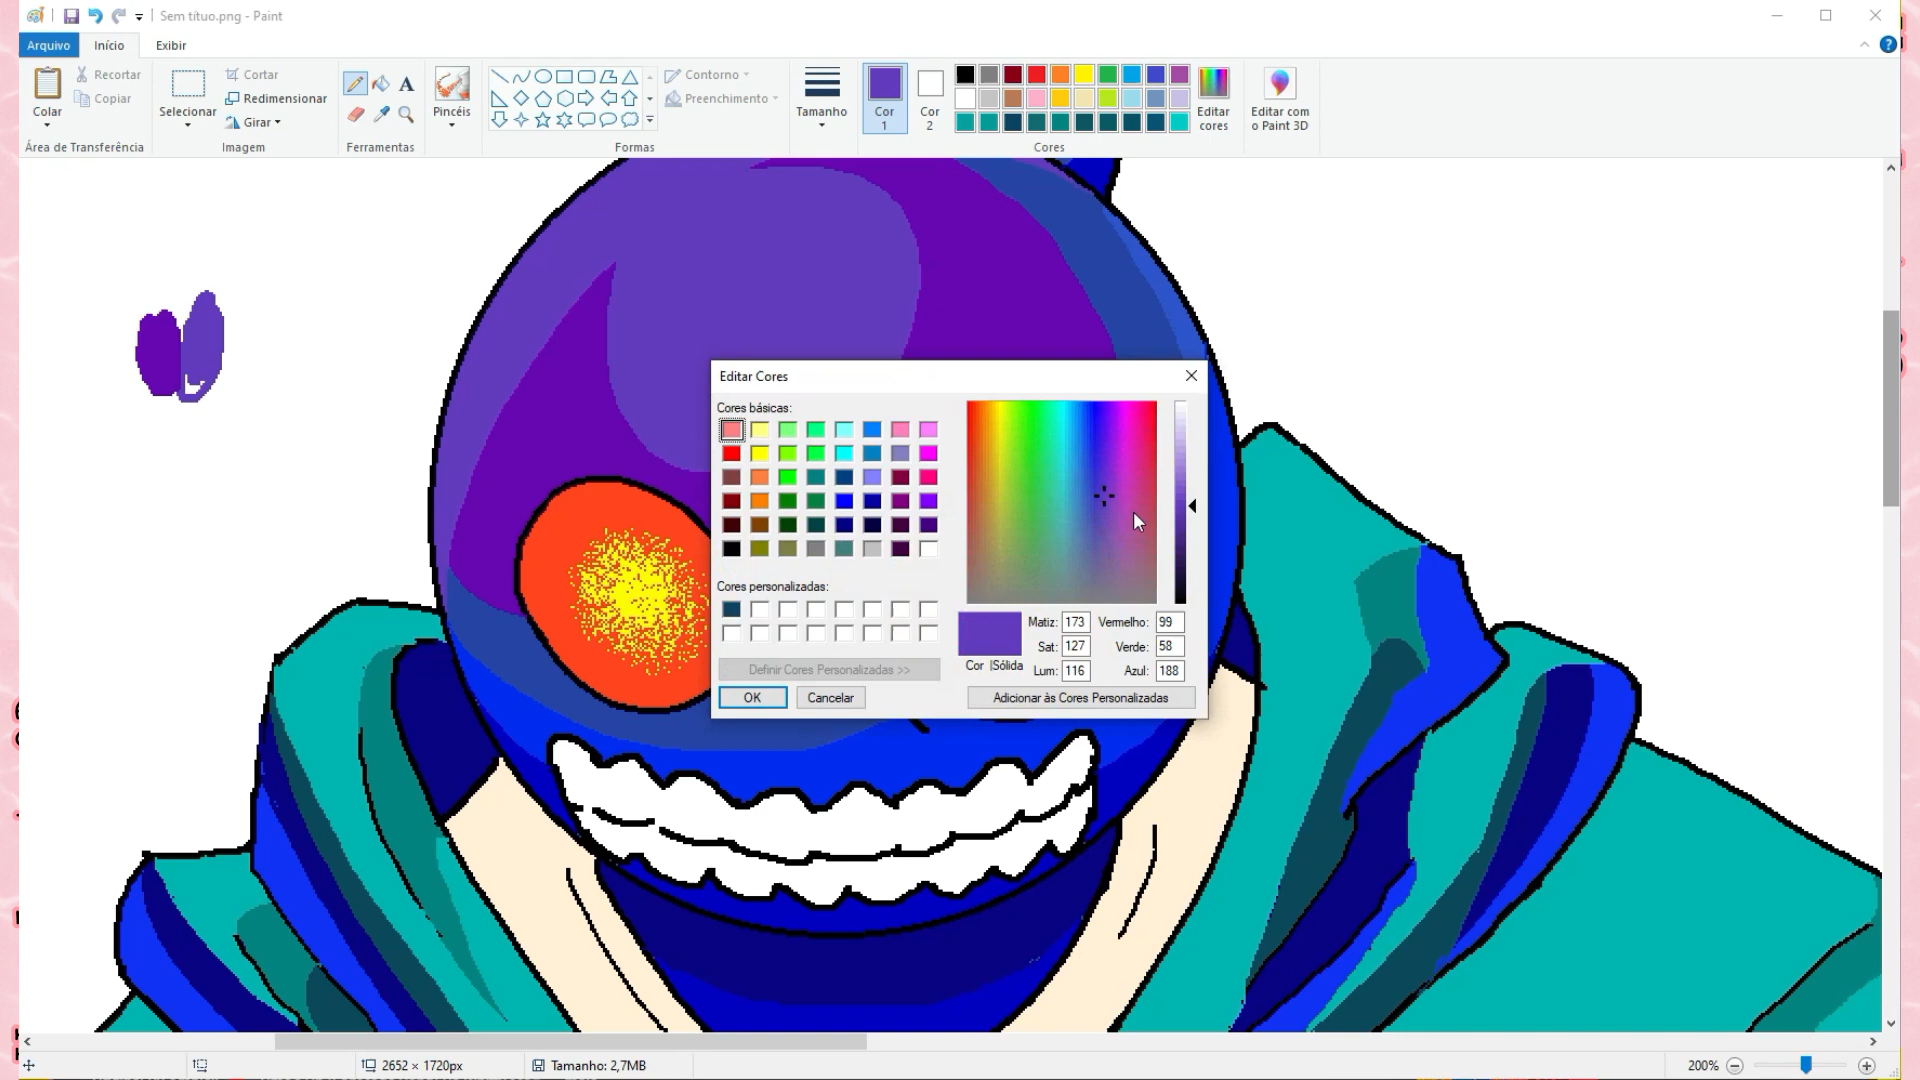 Sem títuo.png - Paint
Arquivo Início Exibir
Colar
Recortar
Copiar
Área de Transferência
Selecionar
Cortar
Redimensionar
Girar
Imagem
A
Ferramentas
Pincéis
Contorno
Preenchimento
Formas
Tamanho
Cor
1
Cor
2
Editar
cores
Cores
Editar com
o Paint 3D
Editar Cores
Cores básicas:
Cores personalizadas:
Definir Cores Personalizadas >>
OK Cancelar
Matiz: 173 Vermelho: 99
Sat: 127 Verde: 58
Cor |Sólida
Lum: 116 Azul: 188
Adicionar às Cores Personalizadas
2652 × 1720px
Tamanho: 2,7MB
200%